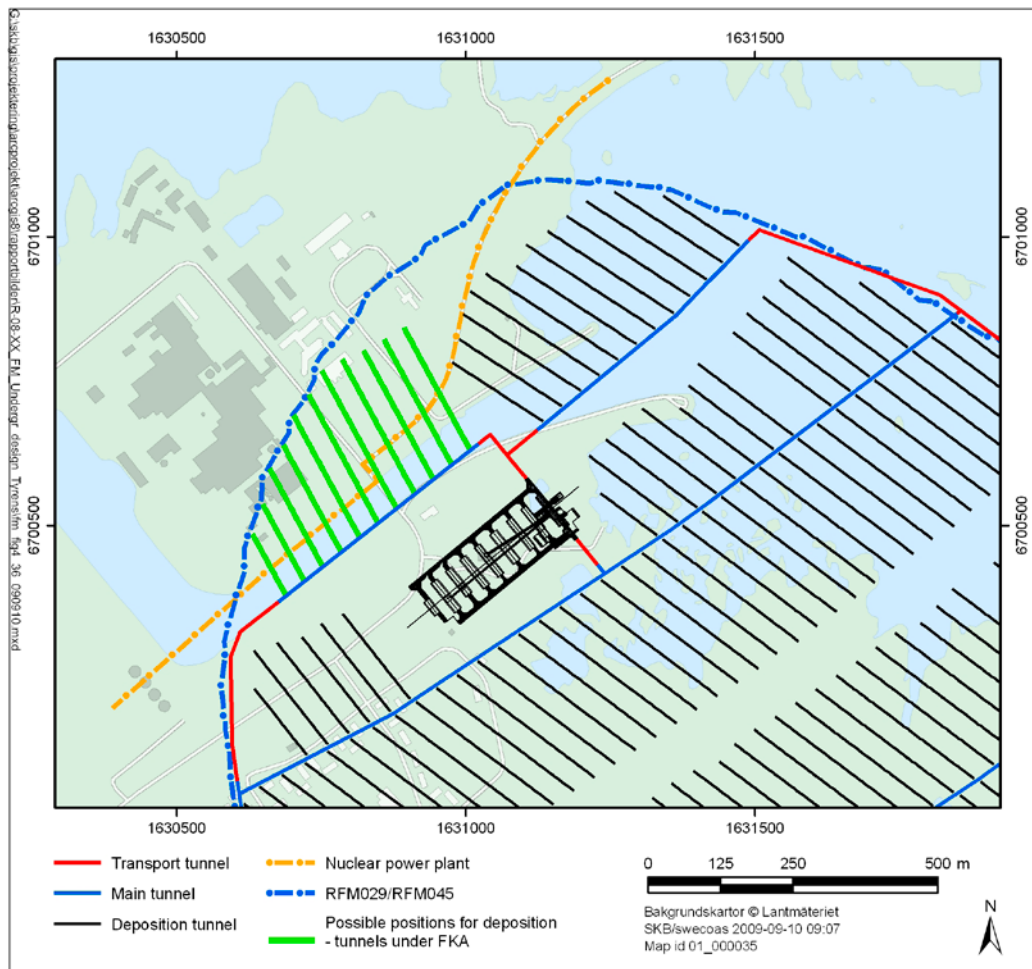 1630500 1631000 1631500
6701000 6701000
6700500 6700500
1630500 1631000 1631500
Transport tunnel
Main tunnel
Deposition tunnel
Nuclear power plant
RFM029/RFM045
Possible positions for deposition
- tunnels under FKA
0 125 250 500 m
Bakgrundskartor © Lantmäteriet
SKB/swecoas 2009-09-10 09:07
Map id 01_000035
N